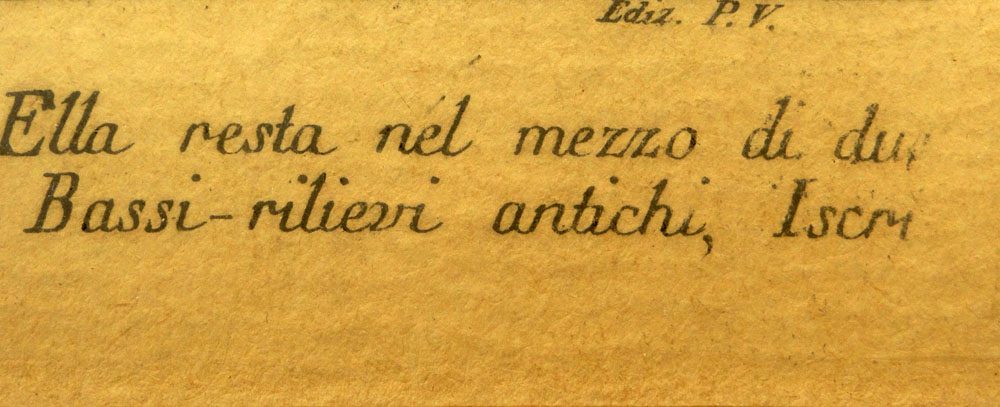 Ediz. P. V.
Ella resta nel mezzo di
Bassi-rilievi antichi,